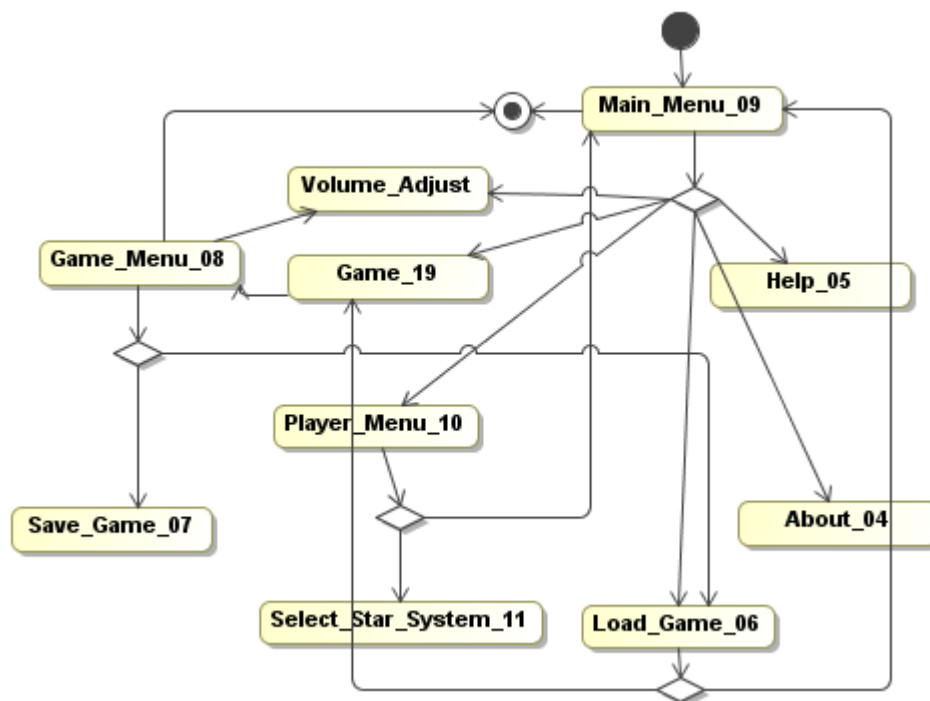 Main_Menu_09
Volume_Adjust
Game_Menu_08
Game_19
Help_05
Player_Menu_10
Save_Game_07
About_04
Select_Star_System_11
Load_Game_06